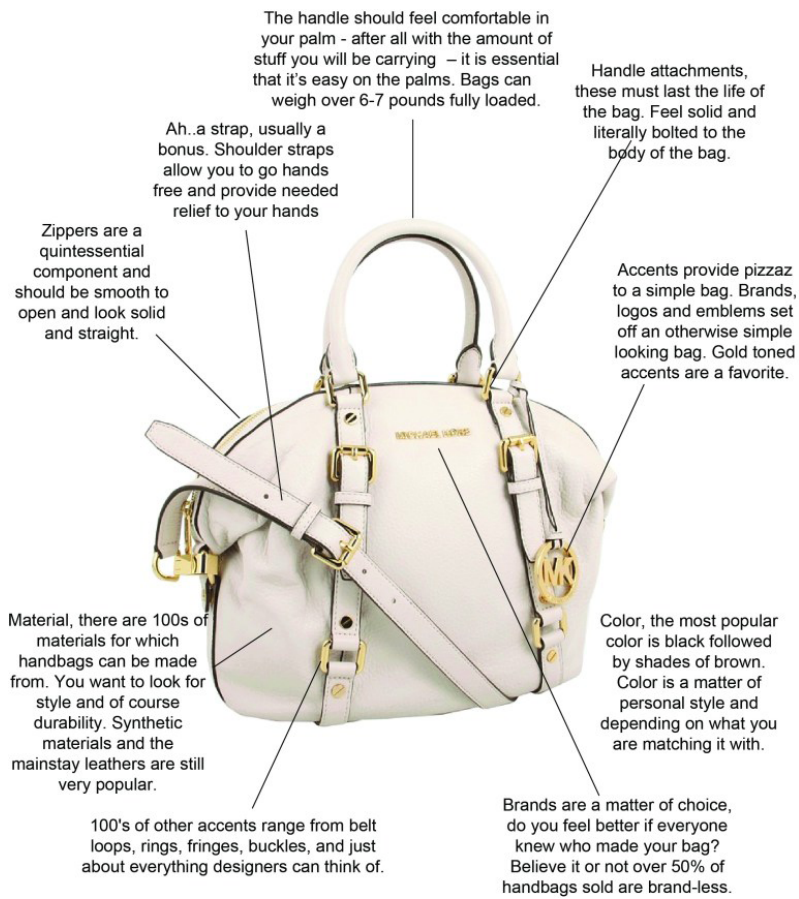 The handle should feel comfortable in
your palm - after all with the amount of
stuff you will be carrying – it is essential
that it's easy on the palms. Bags can
weigh over 6-7 pounds fully loaded.
Handle attachments,
these must last the life of
the bag. Feel solid and
literally bolted to the
body of the bag.
Ah..a strap, usually a
bonus. Shoulder straps
allow you to go hands
free and provide needed
relief to your hands
Zippers are a
quintessential
component and
should be smooth to
open and look solid
and straight.
Accents provide pizzaz
to a simple bag. Brands,
logos and emblems set
off an otherwise simple
looking bag. Gold toned
accents are a favorite.
MICHAEL KORS
MK
Material, there are 100s of
materials for which
handbags can be made
from. You want to look for
style and of course
durability. Synthetic
materials and the
mainstay leathers are still
very popular.
Color, the most popular
color is black followed
by shades of brown.
Color is a matter of
personal style and
depending on what you
are matching it with.
100's of other accents range from belt
loops, rings, fringes, buckles, and just
about everything designers can think of.
Brands are a matter of choice,
do you feel better if everyone
knew who made your bag?
Believe it or not over 50% of
handbags sold are brand-less.